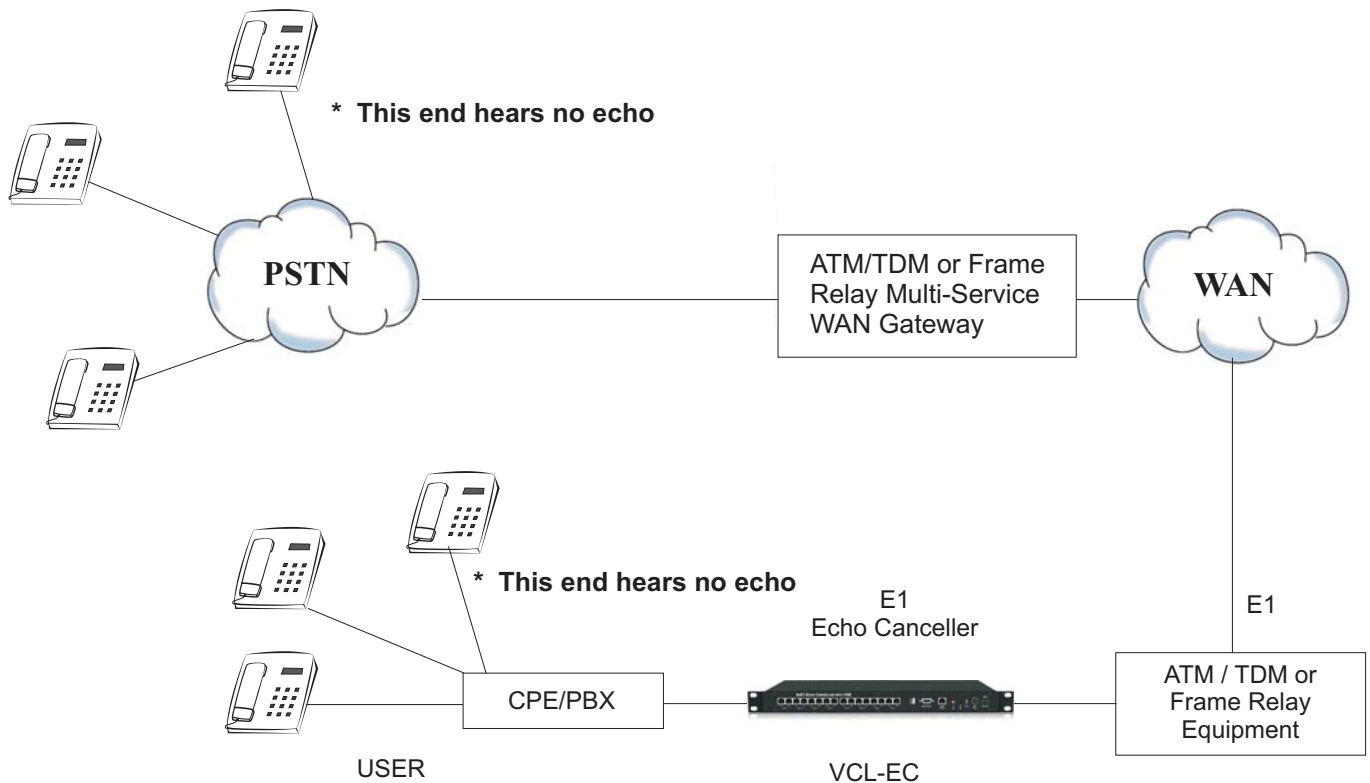 * This end hears no echo
PSTN
ATM/TDM or Frame
Relay Multi-Service
WAN Gateway
WAN
* This end hears no echo
E1
Echo Canceller
E1
CPE/PBX
ATM / TDM or
Frame Relay
Equipment
USER
VCL-EC